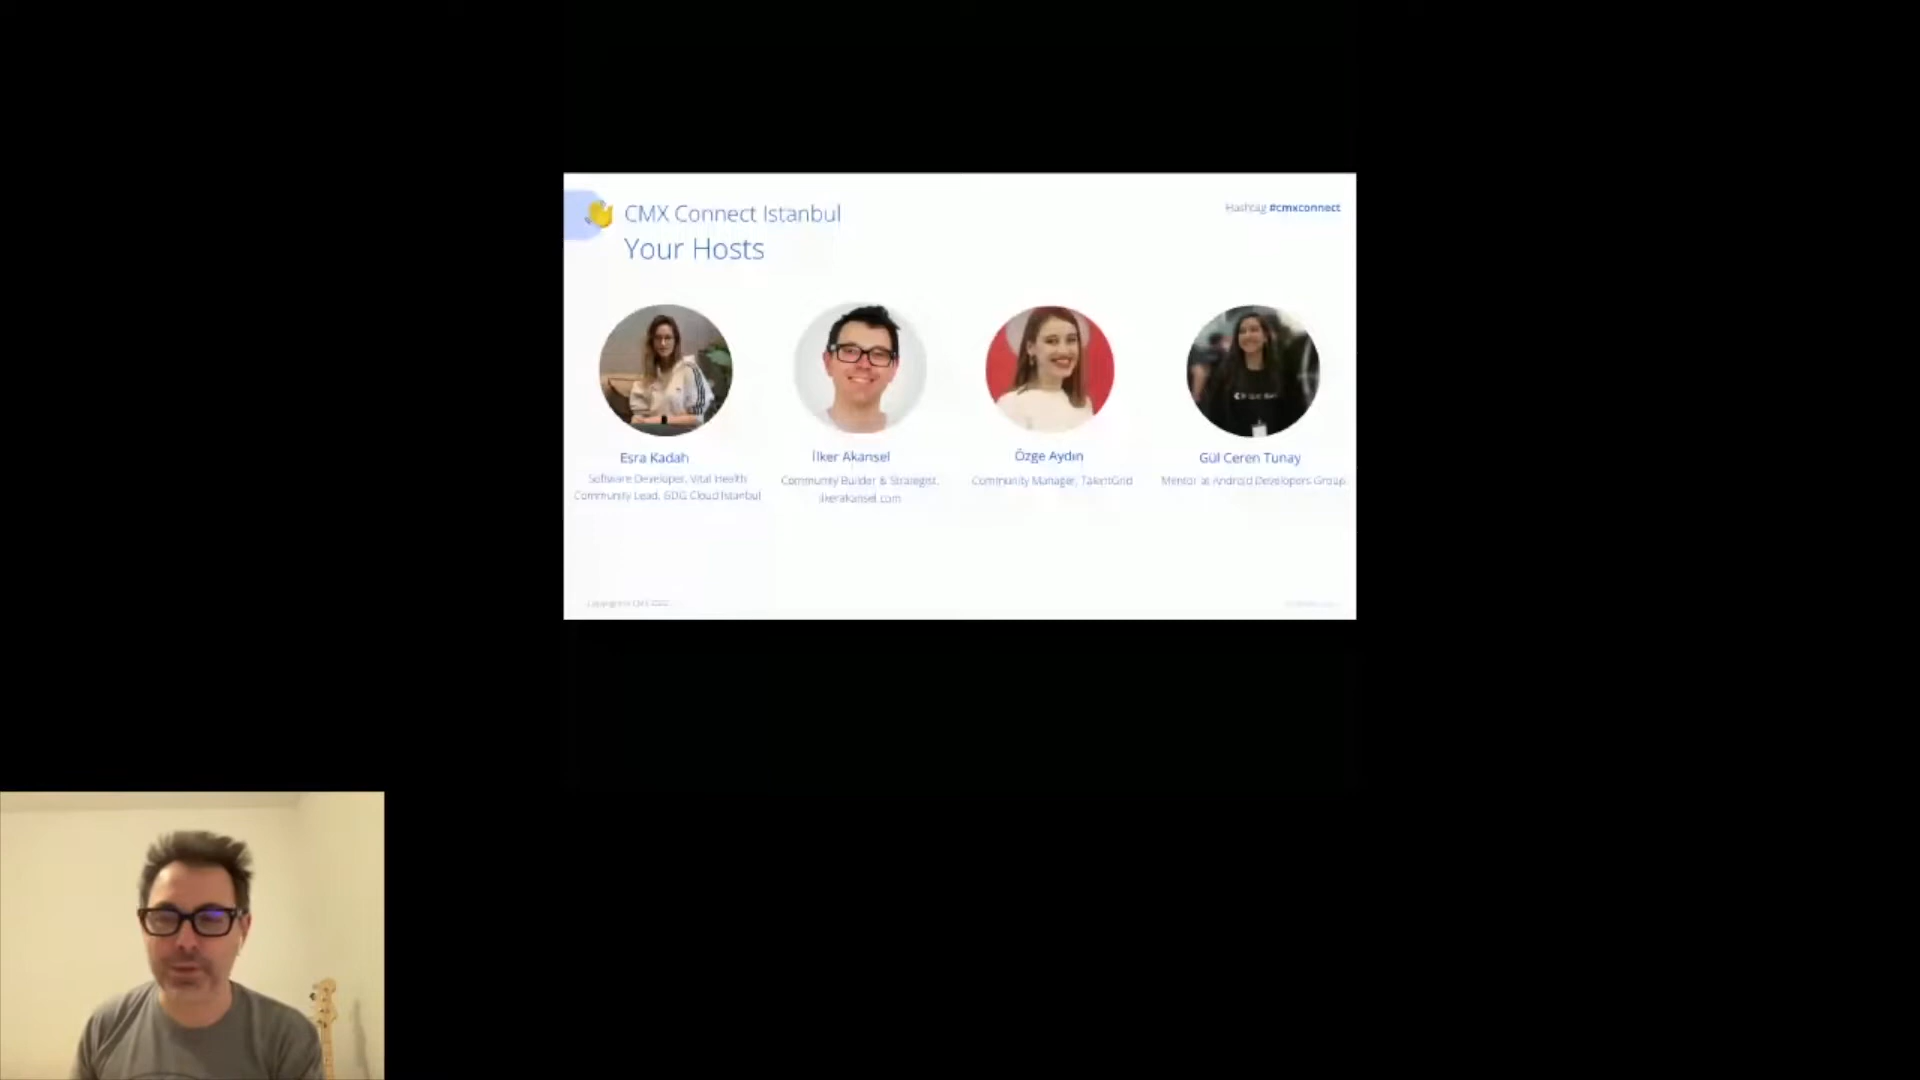 CMX Connect Istanbul
Your Hosts
Hashtag #cmxconnect
Esra Kadah
Software Developer, Vital Health
Community Lead, GDG Cloud Istanbul
İlker Akansel
Community Builder & Strategist,
ilkerakansel.com
Özge Aydın
Community Manager, TalentGrid
Gül Ceren Tunay
Mentor at Android Developers Group